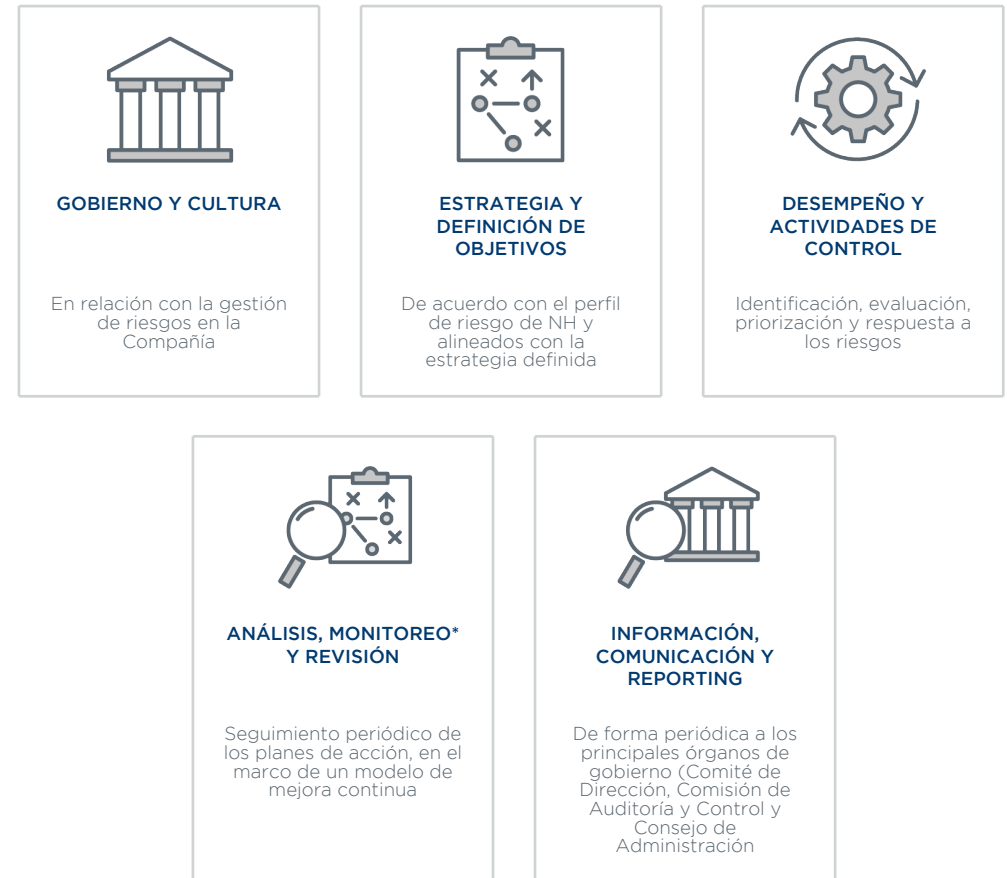 GOBIERNO Y CULTURA
En relación con la gestión
de riesgos en la
Compañía
ESTRATEGIA Y
DEFINICIÓN DE
OBJETIVOS
De acuerdo con el perfil
de riesgo de NH y
alineados con la
estrategia definida
DESEMPEÑO Y
ACTIVIDADES DE
CONTROL
Identificación, evaluación,
priorización y respuesta a
los riesgos
ANÁLISIS, MONITOREO*
Y REVISIÓN
Seguimiento periódico de
los planes de acción, en el
marco de un modelo de
mejora continua
INFORMACIÓN,
COMUNICACIÓN Y
REPORTING
De forma periódica a los
principales órganos de
gobierno (Comité de
Dirección, Comisión de
Auditoría y Control y
Consejo de
Administración